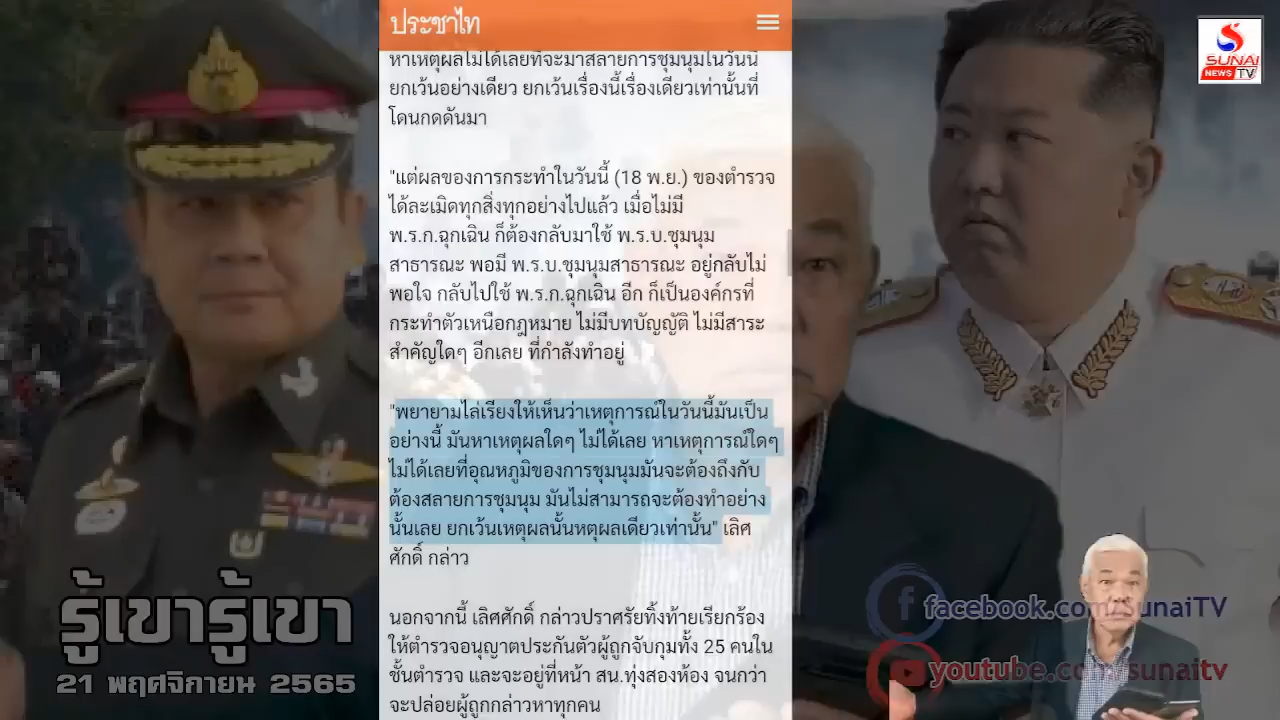 ประชาไท
SUNAI
NEWS TV
หาเหตุผลไม่ได้เลยที่จะมาสลายการชุมนุมในวันนี้
ยกเว้นอย่างเดียว ยกเว้นเรื่องนี้เรื่องเดียวเท่านั้นที่
โดนกดดันมา
"แต่ผลของการกระทำในวันนี้ (18 พ.ย.) ของตำรวจ
ได้ละเมิดทุกสิ่งทุกอย่างไปแล้ว เมื่อไม่มี
พ.ร.ก.ฉุกเฉิน ก็ต้องกลับมาใช้ พ.ร.บ.ชุมนุม
สาธารณะ พอมี พ.ร.บ.ชุมนุมสาธารณะ อยู่กลับไม่
พอใจ กลับไปใช้ พ.ร.ก.ฉุกเฉิน อีก ก็เป็นองค์กรที่
กระทำตัวเหนือกฎหมาย ไม่มีบทบัญญัติ ไม่มีสาระ
สำคัญใดๆ อีกเลย ที่กำลังทำอยู่
"พยายามไล่เรียงให้เห็นว่าเหตุการณ์ในวันนี้มันเป็น
อย่างนี้ มันหาเหตุผลใดๆ ไม่ได้เลย หาเหตุการณ์ใดๆ
ไม่ได้เลยที่อุณหภูมิของการชุมนุมมันจะต้องถึงกับ
ต้องสลายการชุมนุม มันไม่สามารถจะต้องทำอย่าง
นั้นเลย ยกเว้นเหตุผลนั้นหตุผลเดียวเท่านั้น" เลิศ
ศักดิ์ กล่าว
นอกจากนี้ เลิศศักดิ์ กล่าวปราศรัยทิ้งท้ายเรียกร้อง
ให้ตำรวจอนุญาตประกันตัวผู้ถูกจับกุมทั้ง 25 คนใน
ชั้นตำรวจ และจะอยู่ที่หน้า สน.ทุ่งสองห้อง จนกว่า
จะปล่อยผู้ถูกกล่าวหาทุกคน
รู้เขารู้เขา
21 พฤศจิกายน 2565
facebook.com/sunaiTV
youtube.com/sunaitv